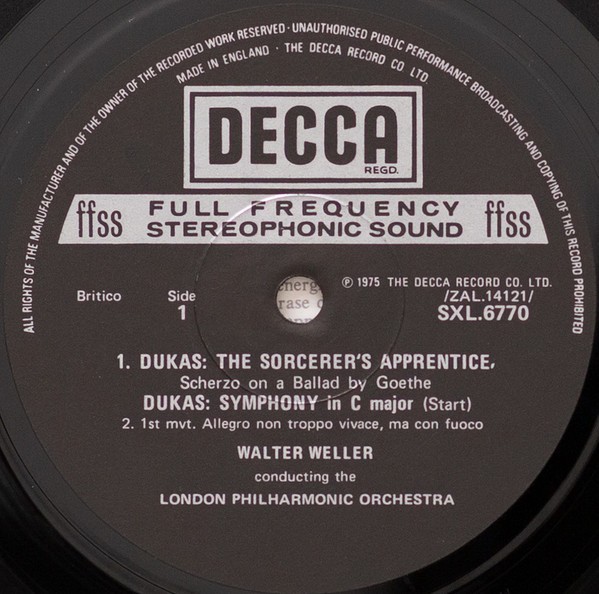 ALL RIGHTS OF THE MANUFACTURER AND OF THE OWNER OF THE RECORDED WORK RESERVED · UNAUTHORISED PUBLIC PERFORMANCE BROADCASTING AND COPYING OF THIS RECORD PROHIBITED
MADE IN ENGLAND · THE DECCA RECORD CO LTD
DECCA
REGD.
ffss FULL FREQUENCY ffss
STEREOPHONIC SOUND
℗ 1975 THE DECCA RECORD CO. LTD.
Britico Side /ZAL.14121/
1 SXL.6770
1. DUKAS: THE SORCERER'S APPRENTICE,
Scherzo on a Ballad by Goethe
DUKAS: SYMPHONY in C major (Start)
2. 1st mvt. Allegro non troppo vivace, ma con fuoco
WALTER WELLER
conducting the
LONDON PHILHARMONIC ORCHESTRA